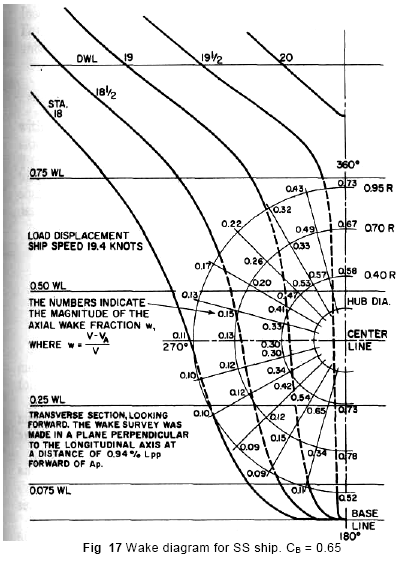 DWL
19
19½
20
18½
STA.
18
360°
0.75 WL
0.73
0.95 R
0.43
0.32
0.22
0.49
0.67
0.70 R
LOAD DISPLACEMENT
SHIP SPEED 19.4 KNOTS
0.33
0.17
0.26
0.57
0.58
0.40 R
0.20
0.53
0.50 WL
0.13
0.47
HUB DIA.
THE NUMBERS INDICATE
THE MAGNITUDE OF THE
AXIAL WAKE FRACTION w,
WHERE w = V-VA / V
0.15
0.41
0.33
0.11
270°
0.13
0.30
0.30
CENTER
LINE
0.10
0.12
0.34
0.42
0.12
0.54
0.25 WL
0.10
0.12
0.65
0.73
TRANSVERSE SECTION, LOOKING
FORWARD. THE WAKE SURVEY WAS
MADE IN A PLANE PERPENDICULAR
TO THE LONGITUDINAL AXIS AT
A DISTANCE OF 0.94% LPP
FORWARD OF AP.
0.15
0.09
0.34
0.78
0.09
0.075 WL
0.11
0.52
BASE
LINE
180°
Fig 17 Wake diagram for SS ship. CB = 0.65